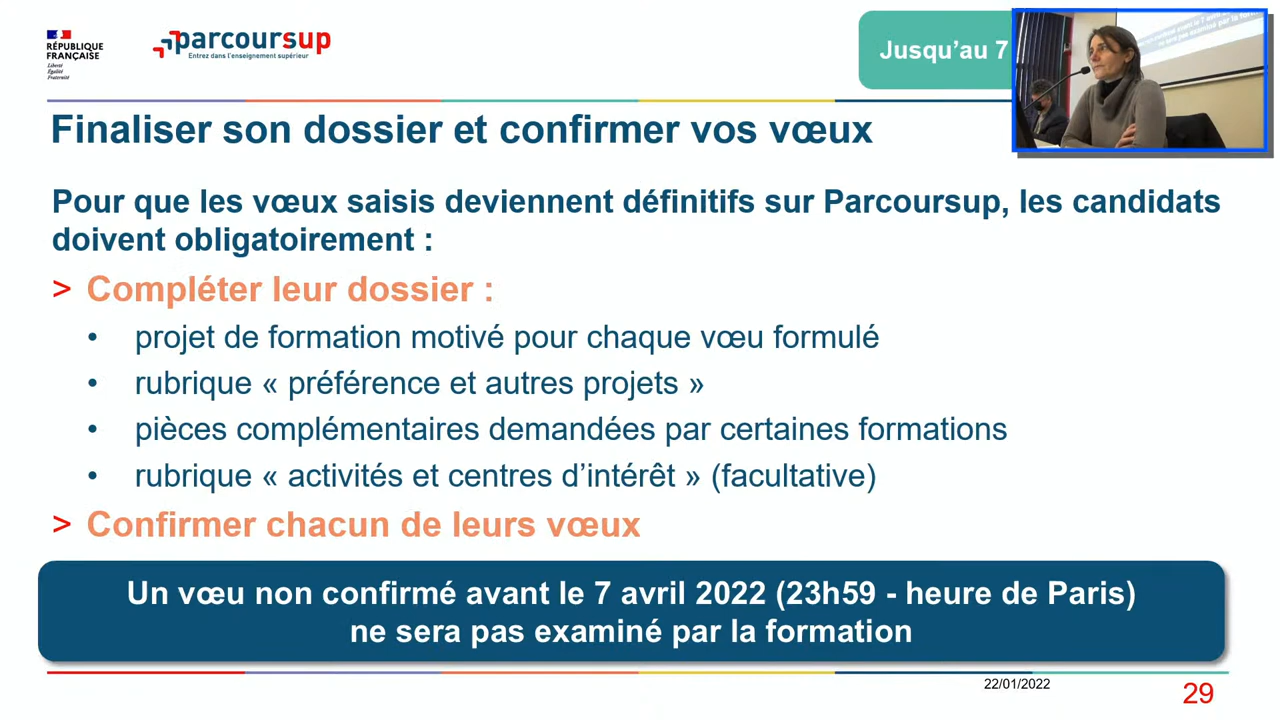 RÉPUBLIQUE
FRANÇAISE
Liberté
Égalité
Fraternité
parcoursup
Entrez dans l'enseignement supérieur
Jusqu'au 7
Finaliser son dossier et confirmer vos vœux
Pour que les vœux saisis deviennent définitifs sur Parcoursup, les candidats
doivent obligatoirement :
> Compléter leur dossier :
• projet de formation motivé pour chaque vœu formulé
• rubrique « préférence et autres projets »
• pièces complémentaires demandées par certaines formations
• rubrique « activités et centres d'intérêt » (facultative)
> Confirmer chacun de leurs vœux
Un vœu non confirmé avant le 7 avril 2022 (23h59 - heure de Paris)
ne sera pas examiné par la formation
22/01/2022
29